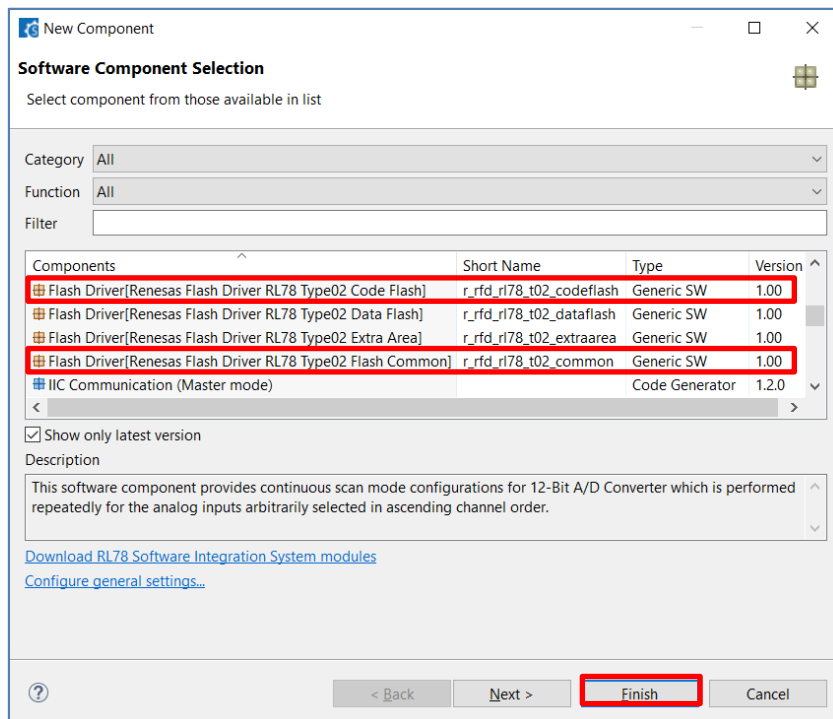 New Component
Software Component Selection
Select component from those available in list
Category All
Function All
Filter
Components Short Name Type Version
Flash Driver[Renesas Flash Driver RL78 Type02 Code Flash] r_rfd_rl78_t02_codeflash Generic SW 1.00
Flash Driver[Renesas Flash Driver RL78 Type02 Data Flash] r_rfd_rl78_t02_dataflash Generic SW 1.00
Flash Driver[Renesas Flash Driver RL78 Type02 Extra Area] r_rfd_rl78_t02_extraarea Generic SW 1.00
Flash Driver[Renesas Flash Driver RL78 Type02 Flash Common] r_rfd_rl78_t02_common Generic SW 1.00
IIC Communication (Master mode) Code Generator 1.2.0
Show only latest version
Description
This software component provides continuous scan mode configurations for 12-Bit A/D Converter which is performed
repeatedly for the analog inputs arbitrarily selected in ascending channel order.
Download RL78 Software Integration System modules
Configure general settings...
? < Back Next > Finish Cancel